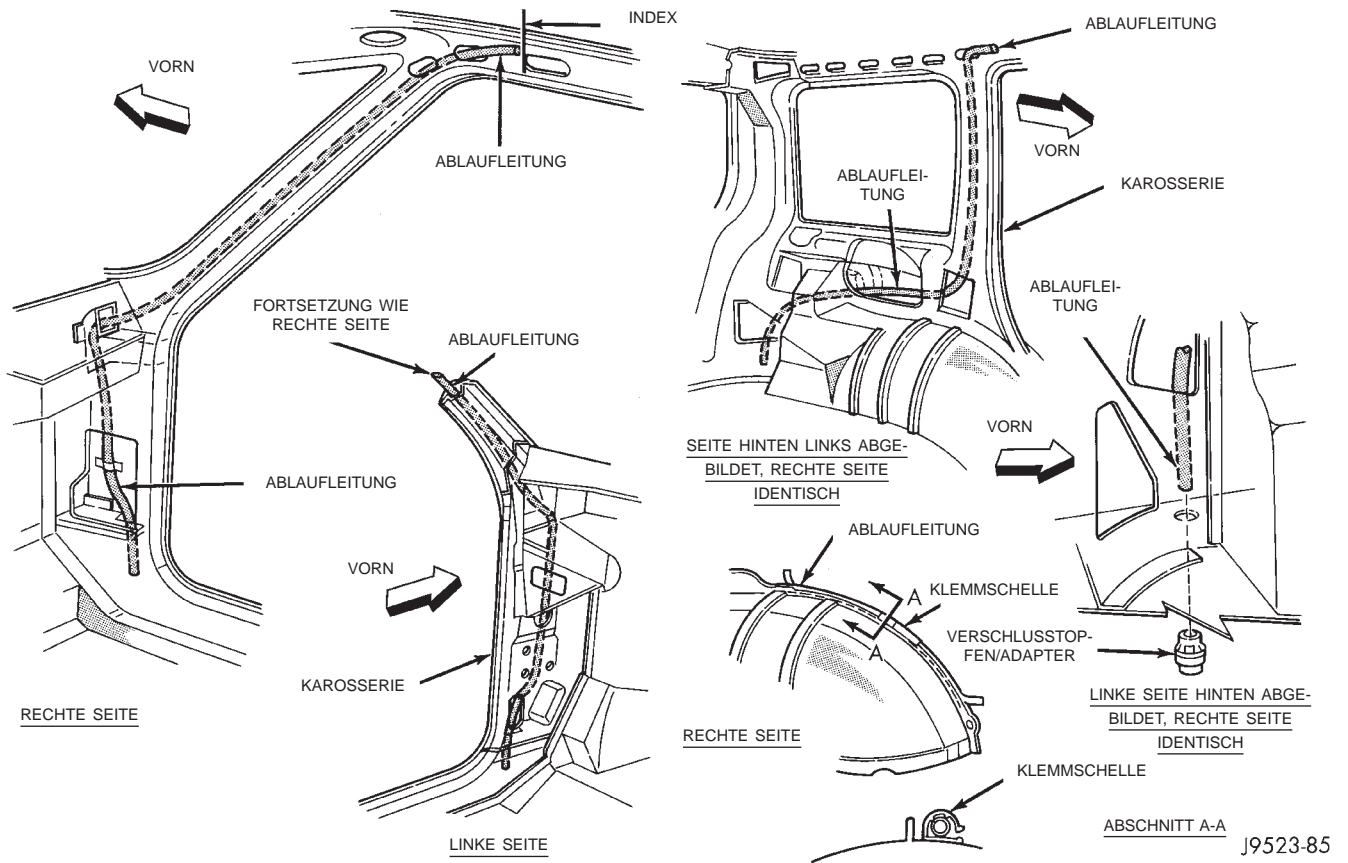 INDEX
VORN
ABLAUFLEITUNG
FORTSETZUNG WIE
RECHTE SEITE
ABLAUFLEITUNG
ABLAUFLEITUNG
VORN
KAROSSERIE
RECHTE SEITE
LINKE SEITE
ABLAUFLEITUNG
VORN
ABLAUFLEI-
TUNG
KAROSSERIE
ABLAUFLEI-
TUNG
SEITE HINTEN LINKS ABGE-
BILDET, RECHTE SEITE
IDENTISCH
VORN
ABLAUFLEITUNG
A
KLEMMSCHELLE
A
VERSCHLUSSTOP-
FEN/ADAPTER
RECHTE SEITE
LINKE SEITE HINTEN ABGE-
BILDET, RECHTE SEITE
IDENTISCH
KLEMMSCHELLE
ABSCHNITT A-A
J9523-85